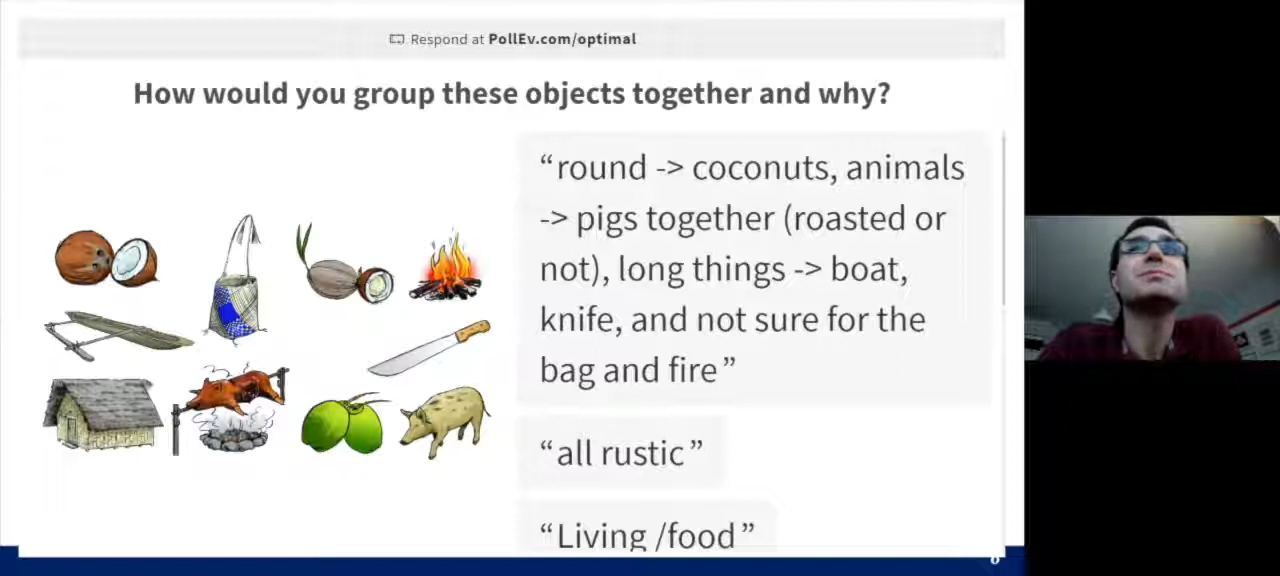 Respond at PollEv.com/optimal
How would you group these objects together and why?
“round -> coconuts, animals
-> pigs together (roasted or
not), long things -> boat,
knife, and not sure for the
bag and fire”
“all rustic”
“Living /food”
6